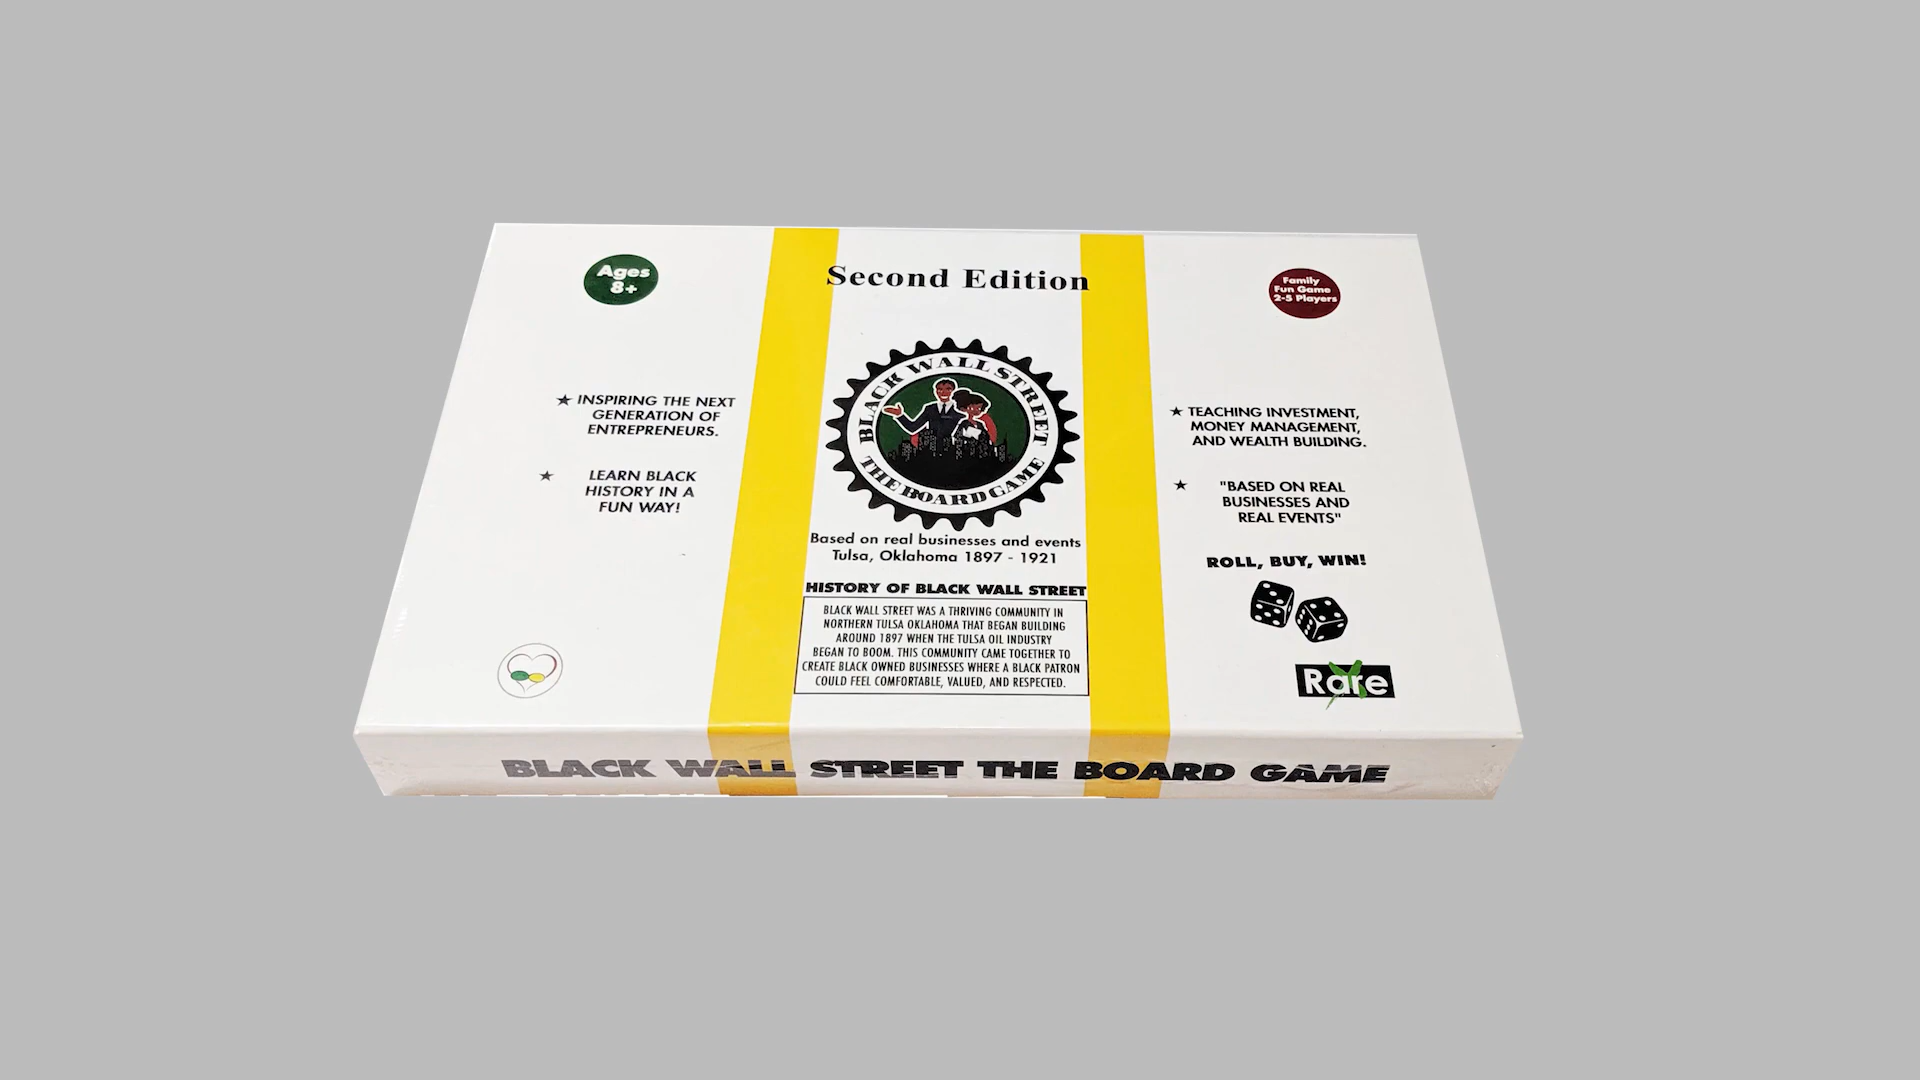 Ages
8+
Second Edition
Family
Fun Game
2-5 Players
★ INSPIRING THE NEXT
GENERATION OF
ENTREPRENEURS.
★ LEARN BLACK
HISTORY IN A
FUN WAY!
BLACK WALL STREET
THE BOARD GAME
Based on real businesses and events
Tulsa, Oklahoma 1897 - 1921
HISTORY OF BLACK WALL STREET
BLACK WALL STREET WAS A THRIVING COMMUNITY IN
NORTHERN TULSA OKLAHOMA THAT BEGAN BUILDING
AROUND 1897 WHEN THE TULSA OIL INDUSTRY
BEGAN TO BOOM. THIS COMMUNITY CAME TOGETHER TO
CREATE BLACK OWNED BUSINESSES WHERE A BLACK PATRON
COULD FEEL COMFORTABLE, VALUED, AND RESPECTED.
★ TEACHING INVESTMENT,
MONEY MANAGEMENT,
AND WEALTH BUILDING.
★ "BASED ON REAL
BUSINESSES AND
REAL EVENTS"
ROLL, BUY, WIN!
Rare
BLACK WALL STREET THE BOARD GAME